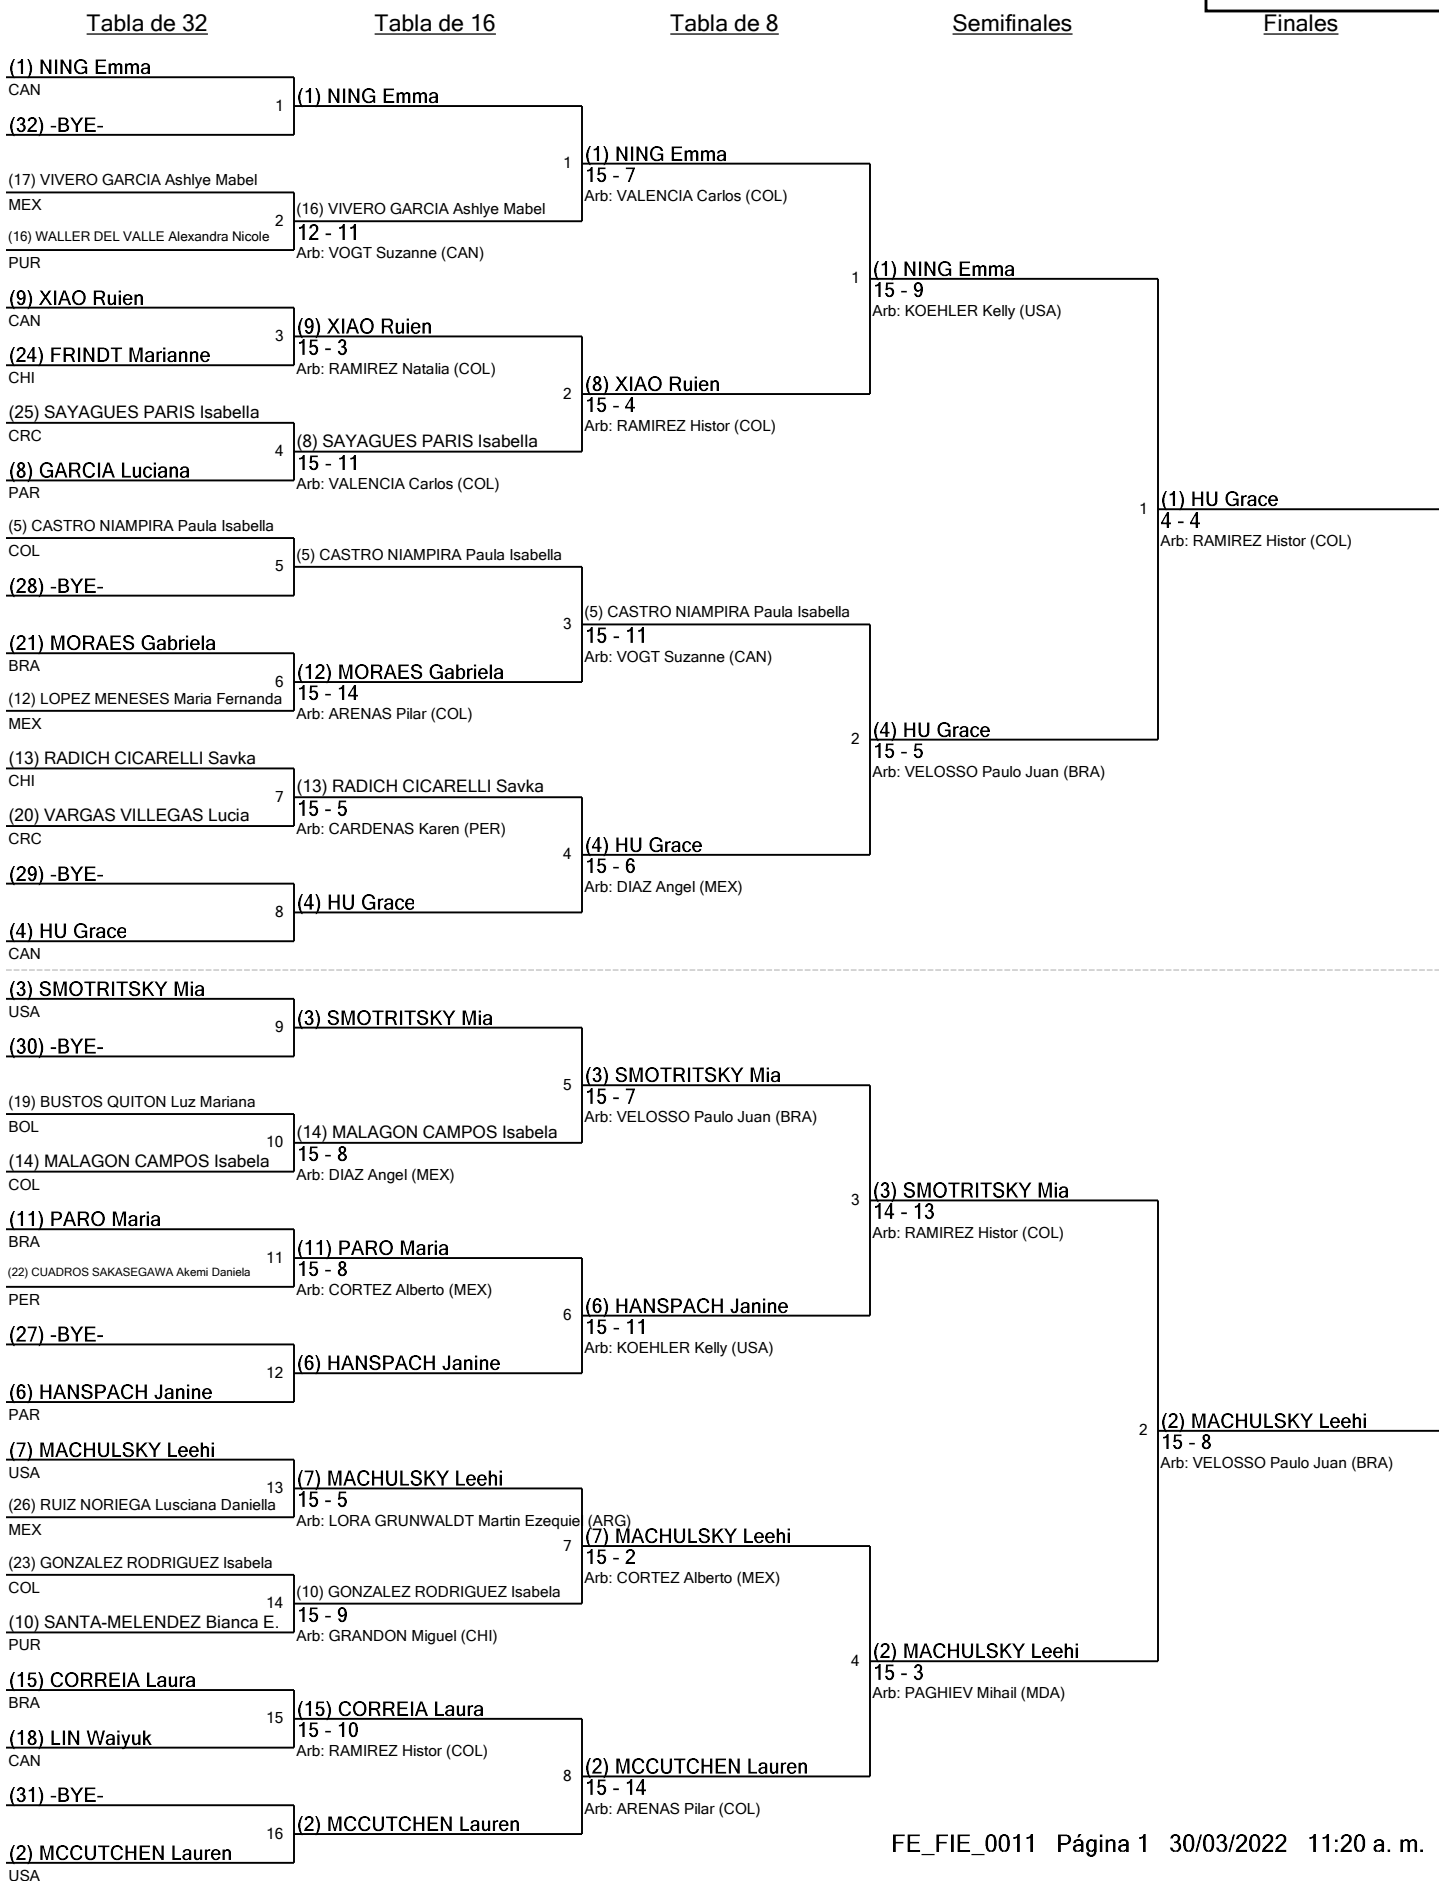 Tabla de 32
Tabla de 16
Tabla de 8
Semifinales
Finales
(1) NING Emma
CAN
1
(32) -BYE-
(17) VIVERO GARCIA Ashlye Mabel
MEX
2
(16) WALLER DEL VALLE Alexandra Nicole
PUR
(9) XIAO Ruien
CAN
3
(24) FRINDT Marianne
CHI
(25) SAYAGUES PARIS Isabella
CRC
4
(8) GARCIA Luciana
PAR
(5) CASTRO NIAMPIRA Paula Isabella
COL
5
(28) -BYE-
(21) MORAES Gabriela
BRA
6
(12) LOPEZ MENESES Maria Fernanda
MEX
(13) RADICH CICARELLI Savka
CHI
7
(20) VARGAS VILLEGAS Lucia
CRC
(29) -BYE-
8
(4) HU Grace
CAN
(3) SMOTRITSKY Mia
USA
9
(30) -BYE-
(19) BUSTOS QUITON Luz Mariana
BOL
10
(14) MALAGON CAMPOS Isabela
COL
(11) PARO Maria
BRA
11
(22) CUADROS SAKASEGAWA Akemi Daniela
PER
(27) -BYE-
12
(6) HANSPACH Janine
PAR
(7) MACHULSKY Leehi
USA
13
(26) RUIZ NORIEGA Lusciana Daniella
MEX
(23) GONZALEZ RODRIGUEZ Isabela
COL
14
(10) SANTA-MELENDEZ Bianca E.
PUR
(15) CORREIA Laura
BRA
15
(18) LIN Waiyuk
CAN
(31) -BYE-
16
(2) MCCUTCHEN Lauren
USA
(1) NING Emma
1
(16) VIVERO GARCIA Ashlye Mabel
12 - 11
Arb: VOGT Suzanne (CAN)
(9) XIAO Ruien
15 - 3
Arb: RAMIREZ Natalia (COL)
2
(8) SAYAGUES PARIS Isabella
15 - 11
Arb: VALENCIA Carlos (COL)
(5) CASTRO NIAMPIRA Paula Isabella
3
(12) MORAES Gabriela
15 - 14
Arb: ARENAS Pilar (COL)
(13) RADICH CICARELLI Savka
15 - 5
Arb: CARDENAS Karen (PER)
4
(4) HU Grace
(3) SMOTRITSKY Mia
5
(14) MALAGON CAMPOS Isabela
15 - 8
Arb: DIAZ Angel (MEX)
(11) PARO Maria
15 - 8
Arb: CORTEZ Alberto (MEX)
6
(6) HANSPACH Janine
(7) MACHULSKY Leehi
15 - 5
Arb: LORA GRUNWALDT Martin Ezequiel (ARG)
7
(10) GONZALEZ RODRIGUEZ Isabela
15 - 9
Arb: GRANDON Miguel (CHI)
(15) CORREIA Laura
15 - 10
Arb: RAMIREZ Histor (COL)
8
(2) MCCUTCHEN Lauren
(1) NING Emma
15 - 7
Arb: VALENCIA Carlos (COL)
1
(8) XIAO Ruien
15 - 4
Arb: RAMIREZ Histor (COL)
(5) CASTRO NIAMPIRA Paula Isabella
15 - 11
Arb: VOGT Suzanne (CAN)
2
(4) HU Grace
15 - 6
Arb: DIAZ Angel (MEX)
(3) SMOTRITSKY Mia
15 - 7
Arb: VELOSSO Paulo Juan (BRA)
3
(6) HANSPACH Janine
15 - 11
Arb: KOEHLER Kelly (USA)
(7) MACHULSKY Leehi
15 - 2
Arb: CORTEZ Alberto (MEX)
4
(2) MCCUTCHEN Lauren
15 - 14
Arb: ARENAS Pilar (COL)
(1) NING Emma
15 - 9
Arb: KOEHLER Kelly (USA)
1
(4) HU Grace
15 - 5
Arb: VELOSSO Paulo Juan (BRA)
(3) SMOTRITSKY Mia
14 - 13
Arb: RAMIREZ Histor (COL)
2
(2) MACHULSKY Leehi
15 - 3
Arb: PAGHIEV Mihail (MDA)
(1) HU Grace
4 - 4
Arb: RAMIREZ Histor (COL)
(2) MACHULSKY Leehi
15 - 8
Arb: VELOSSO Paulo Juan (BRA)
FE_FIE_0011 Página 1 30/03/2022 11:20 a. m.